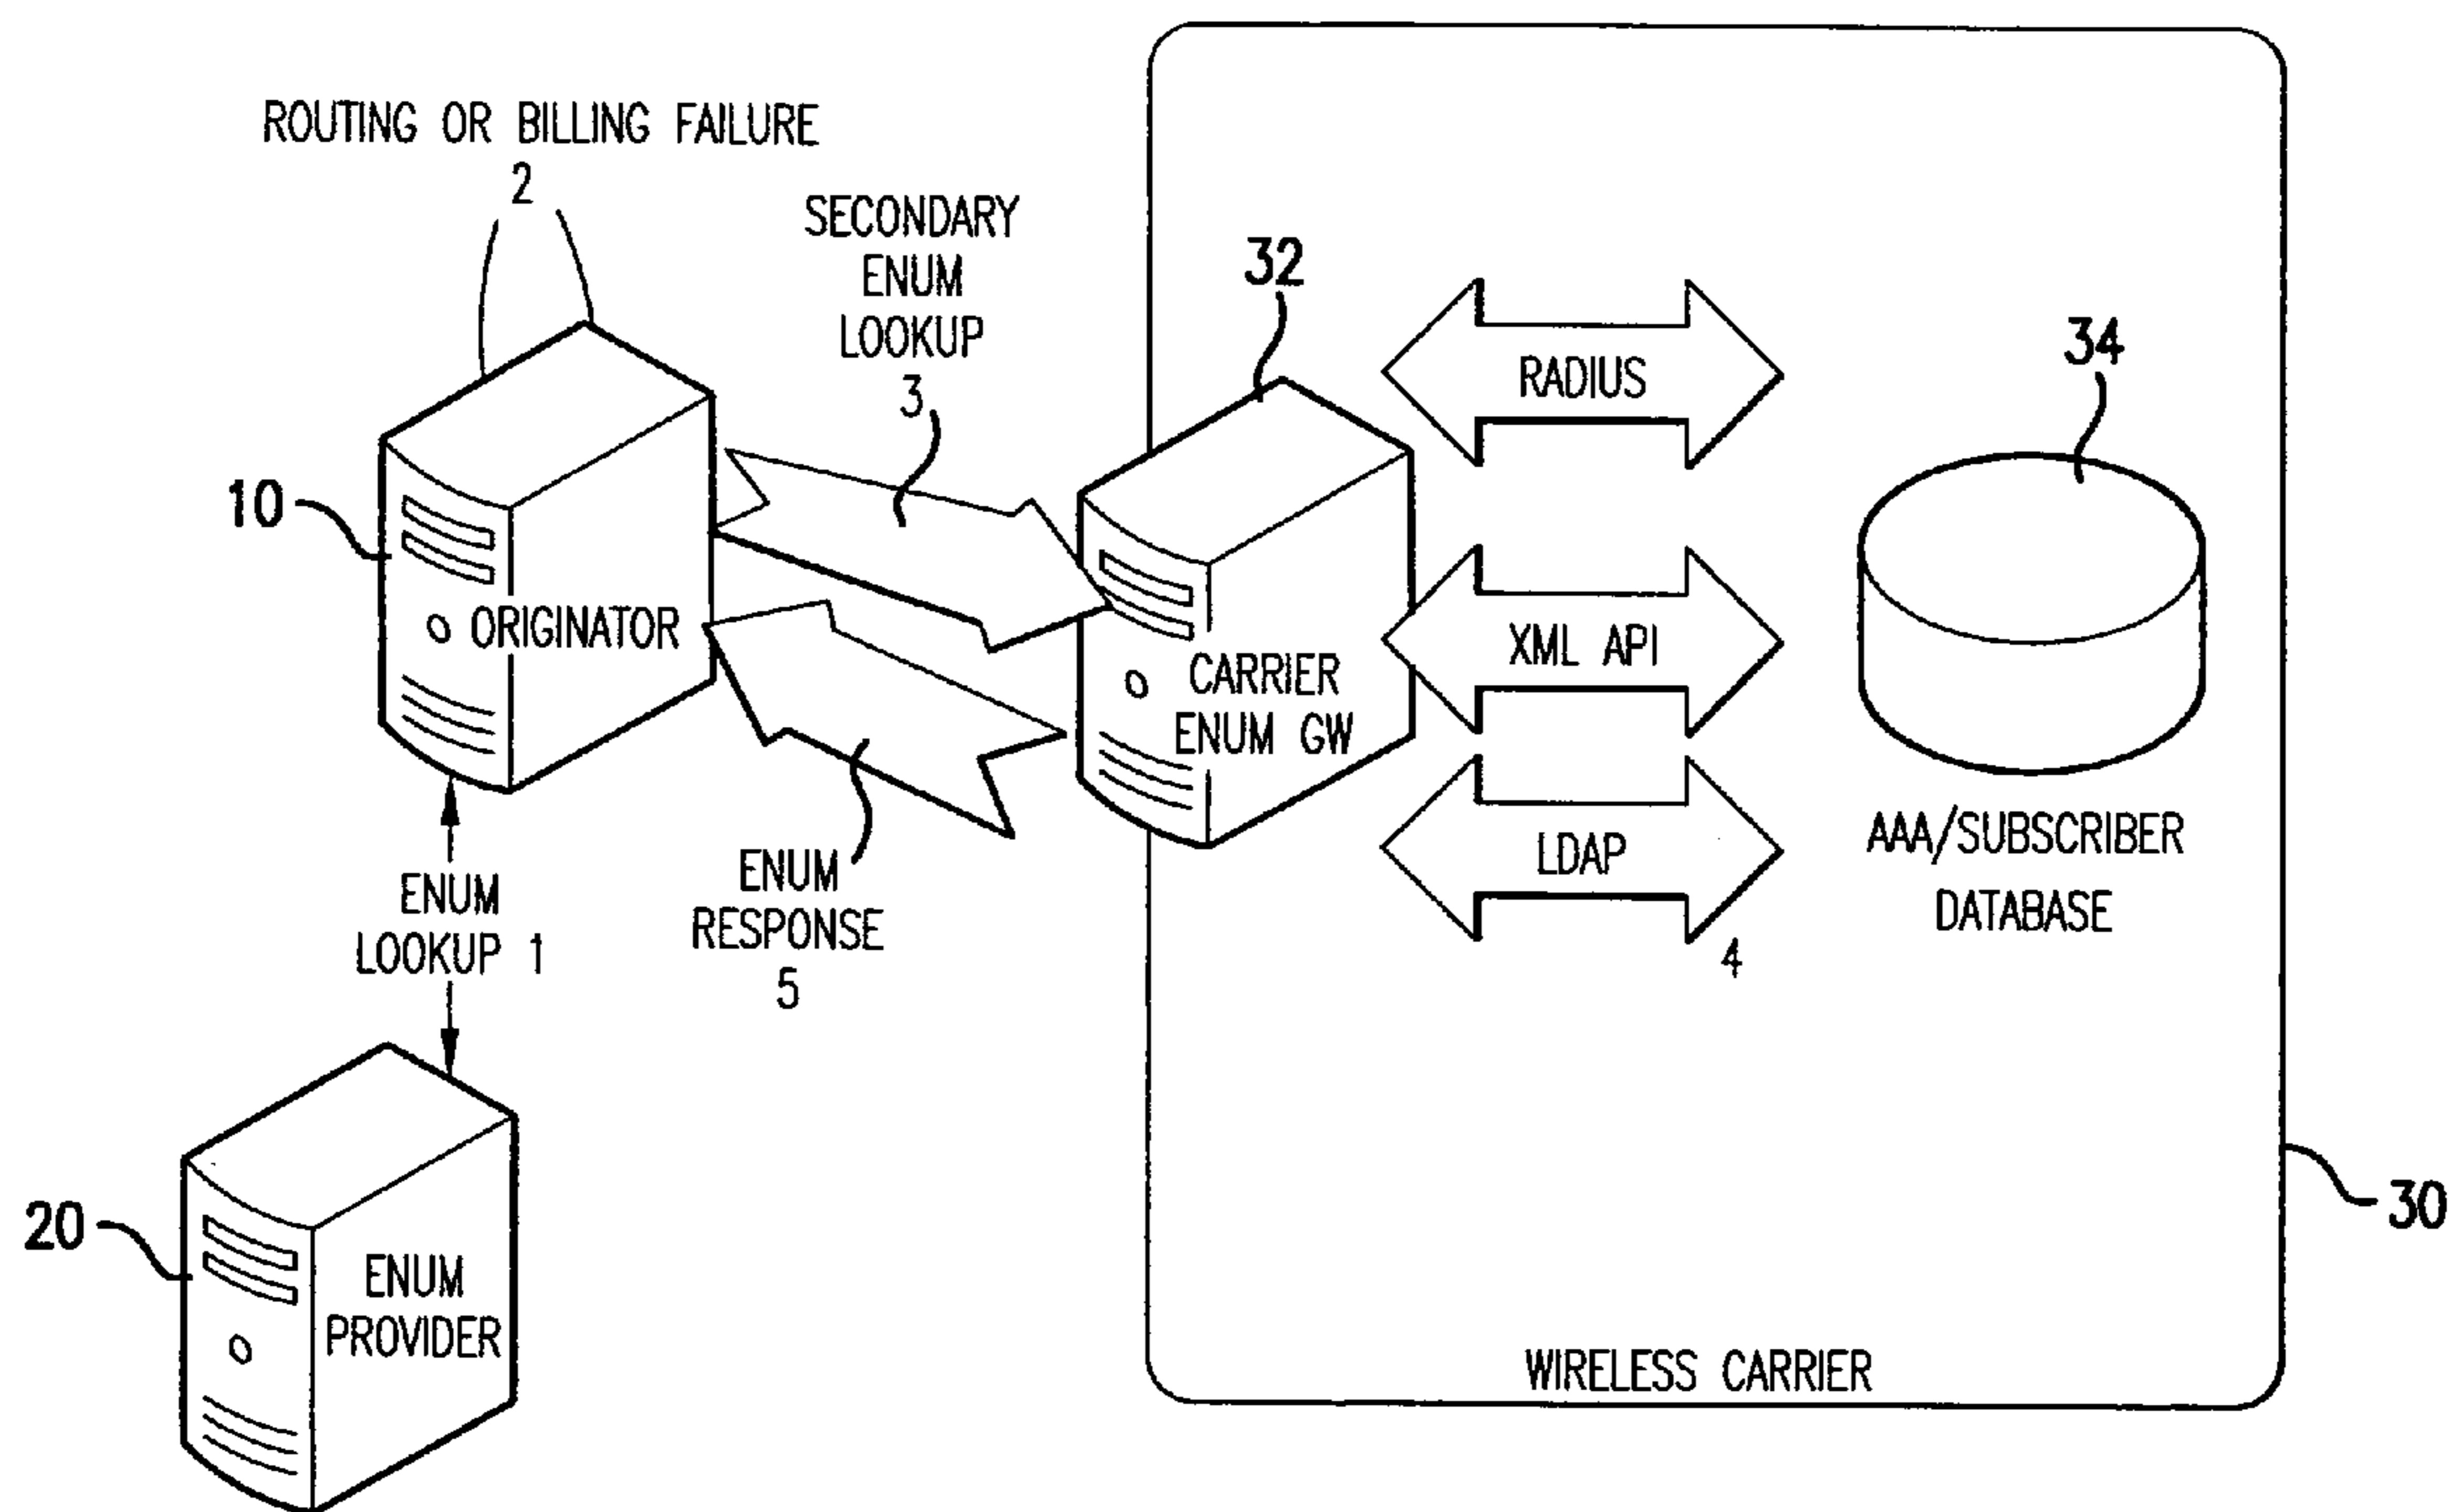 ROUTING OR BILLING FAILURE
2
SECONDARY
ENUM
LOOKUP
3
32
34
RADIUS
10
ORIGINATOR
XML API
CARRIER
ENUM GW
LDAP
4
AAA/SUBSCRIBER
DATABASE
ENUM
LOOKUP 1
ENUM
RESPONSE
5
20
ENUM
PROVIDER
30
WIRELESS CARRIER